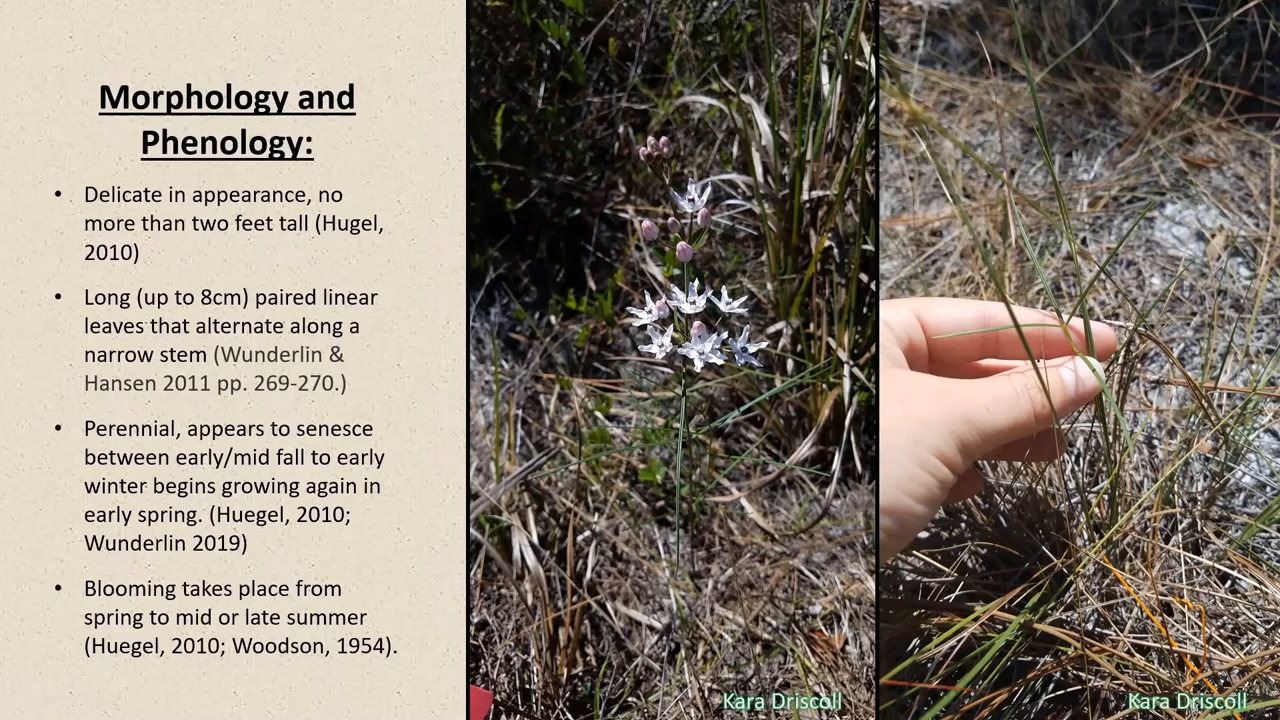 Morphology and
Phenology:
• Delicate in appearance, no
more than two feet tall (Hugel,
2010)
• Long (up to 8cm) paired linear
leaves that alternate along a
narrow stem (Wunderlin &
Hansen 2011 pp. 269-270.)
• Perennial, appears to senesce
between early/mid fall to early
winter begins growing again in
early spring. (Huegel, 2010;
Wunderlin 2019)
• Blooming takes place from
spring to mid or late summer
(Huegel, 2010; Woodson, 1954).
Kara Driscoll
Kara Driscoll